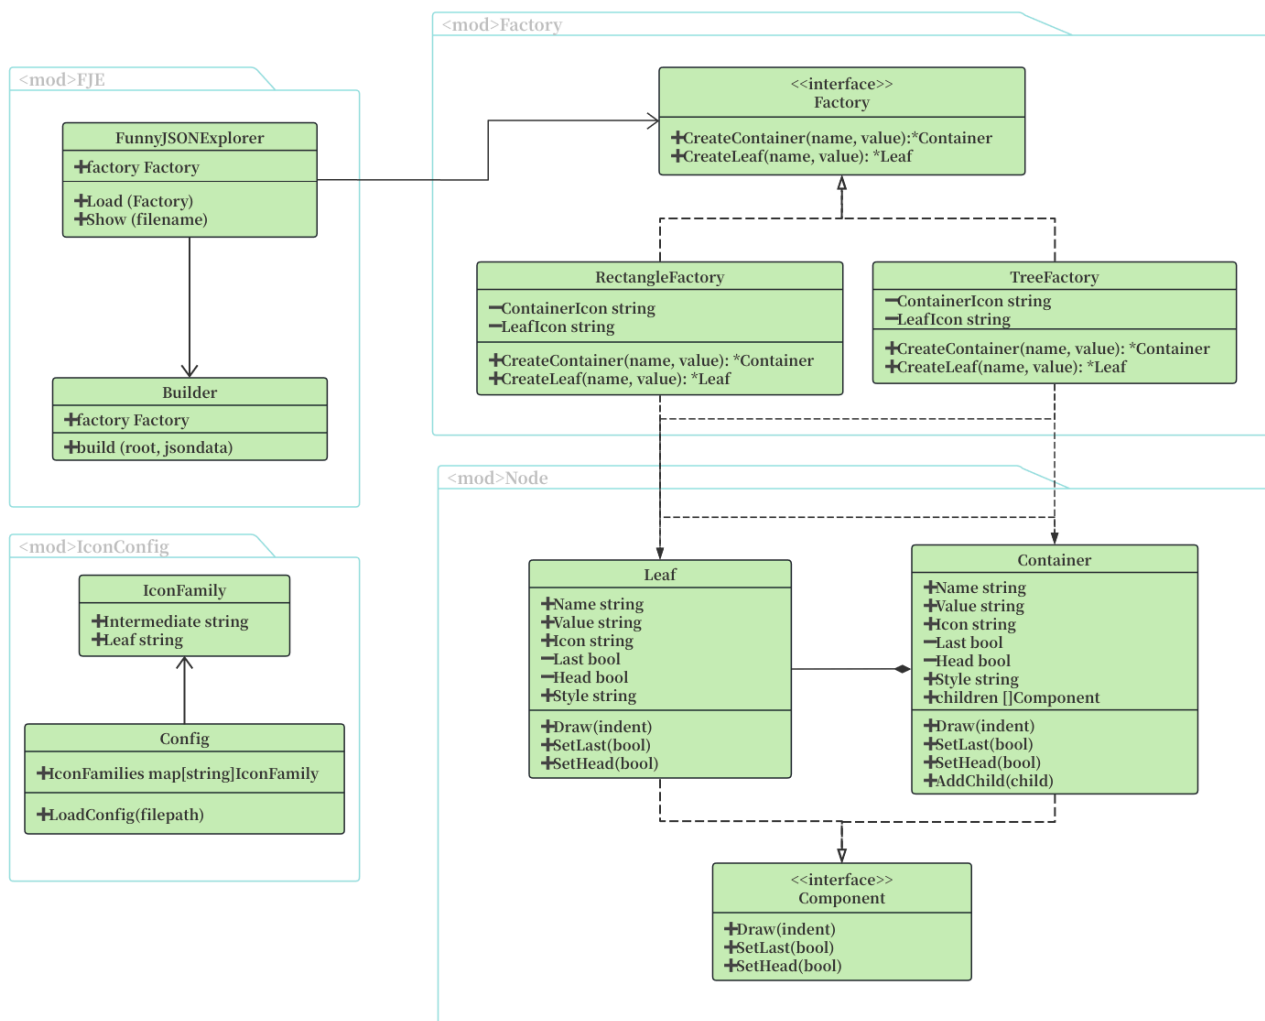 <mod>FJE
FunnyJSONExplorer
+factory Factory
+Load (Factory)
+Show (filename)
Builder
+factory Factory
+build (root, jsondata)
<mod>IconConfig
IconFamily
+Intermediate string
+Leaf string
Config
+IconFamilies map[string]IconFamily
+LoadConfig(filepath)
<mod>Factory
<<interface>>
Factory
+CreateContainer(name, value):*Container
+CreateLeaf(name, value): *Leaf
RectangleFactory
-ContainerIcon string
-LeafIcon string
+CreateContainer(name, value): *Container
+CreateLeaf(name, value): *Leaf
TreeFactory
-ContainerIcon string
-LeafIcon string
+CreateContainer(name, value): *Container
+CreateLeaf(name, value): *Leaf
<mod>Node
Leaf
+Name string
+Value string
+Icon string
-Last bool
-Head bool
+Style string
+Draw(indent)
+SetLast(bool)
+SetHead(bool)
Container
+Name string
+Value string
+Icon string
-Last bool
-Head bool
+Style string
+children []Component
+Draw(indent)
+SetLast(bool)
+SetHead(bool)
+AddChild(child)
<<interface>>
Component
+Draw(indent)
+SetLast(bool)
+SetHead(bool)